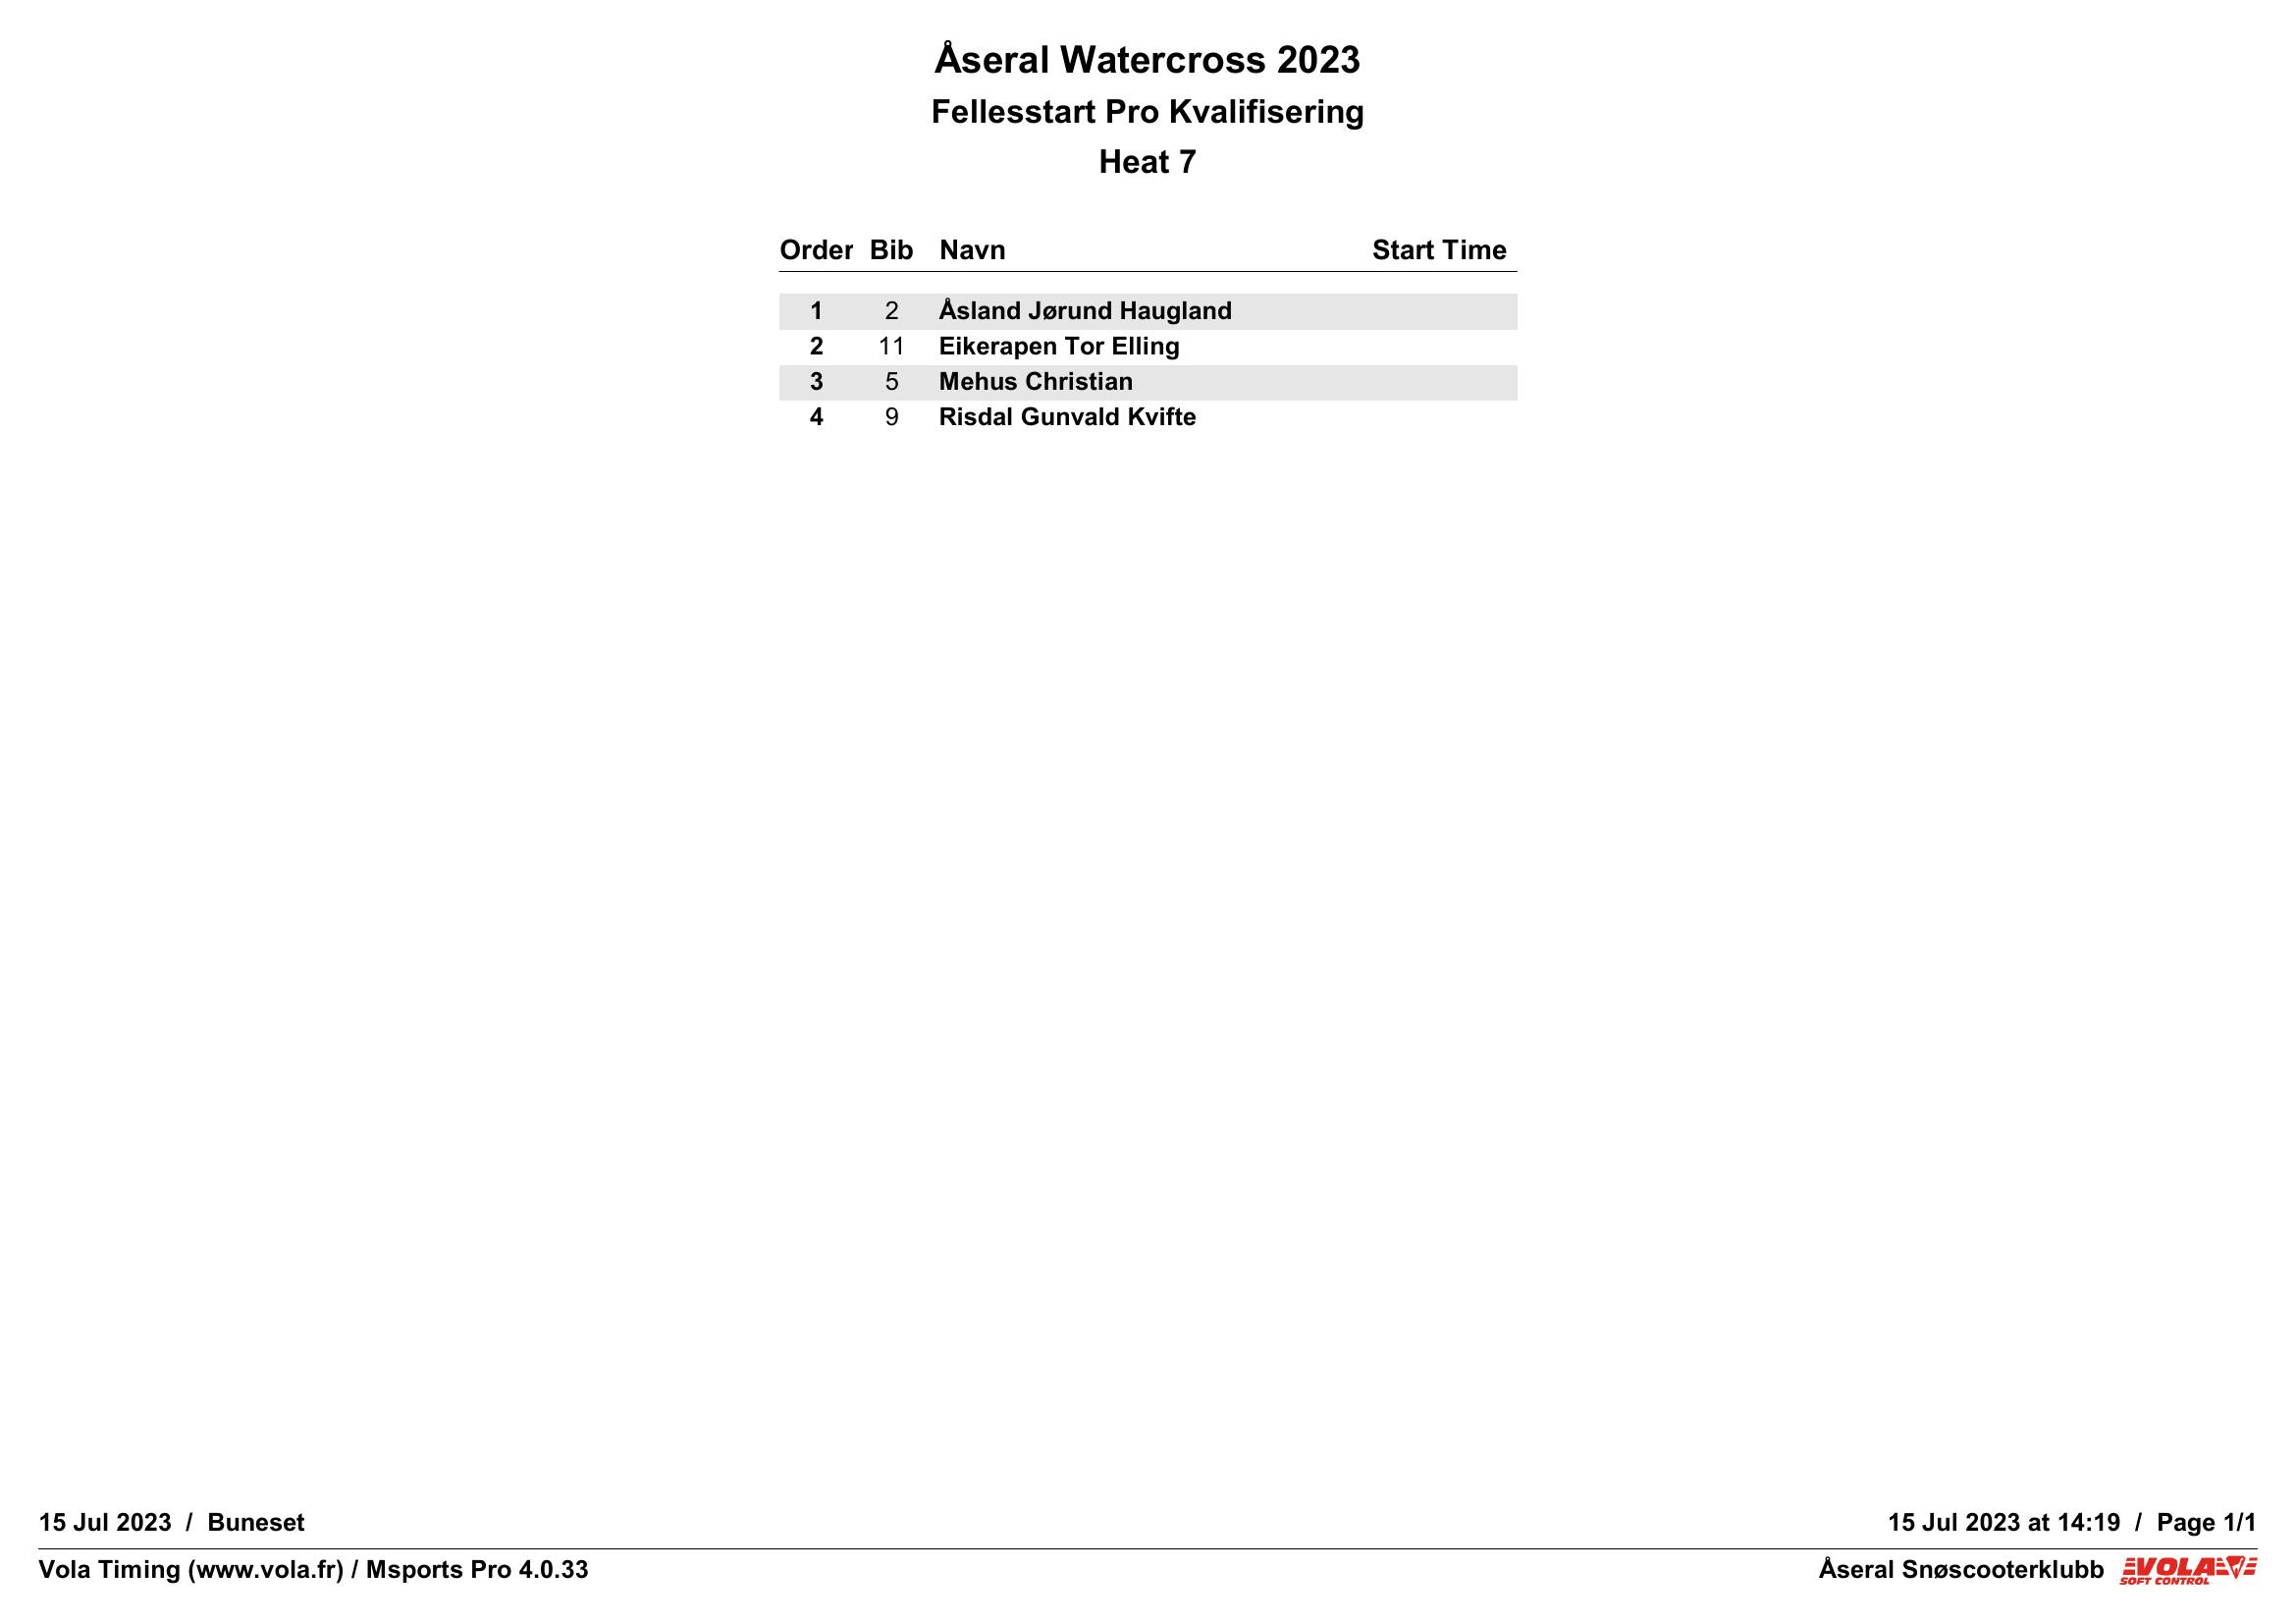 Åseral Watercross 2023
Fellesstart Pro Kvalifisering
Heat 7
Order Bib Navn Start Time
1 2 Åsland Jørund Haugland
2 11 Eikerapen Tor Elling
3 5 Mehus Christian
4 9 Risdal Gunvald Kvifte
15 Jul 2023 / Buneset 15 Jul 2023 at 14:19 / Page 1/1
Vola Timing (www.vola.fr) / Msports Pro 4.0.33 Åseral Snøscooterklubb VOLA
SOFT CONTROL